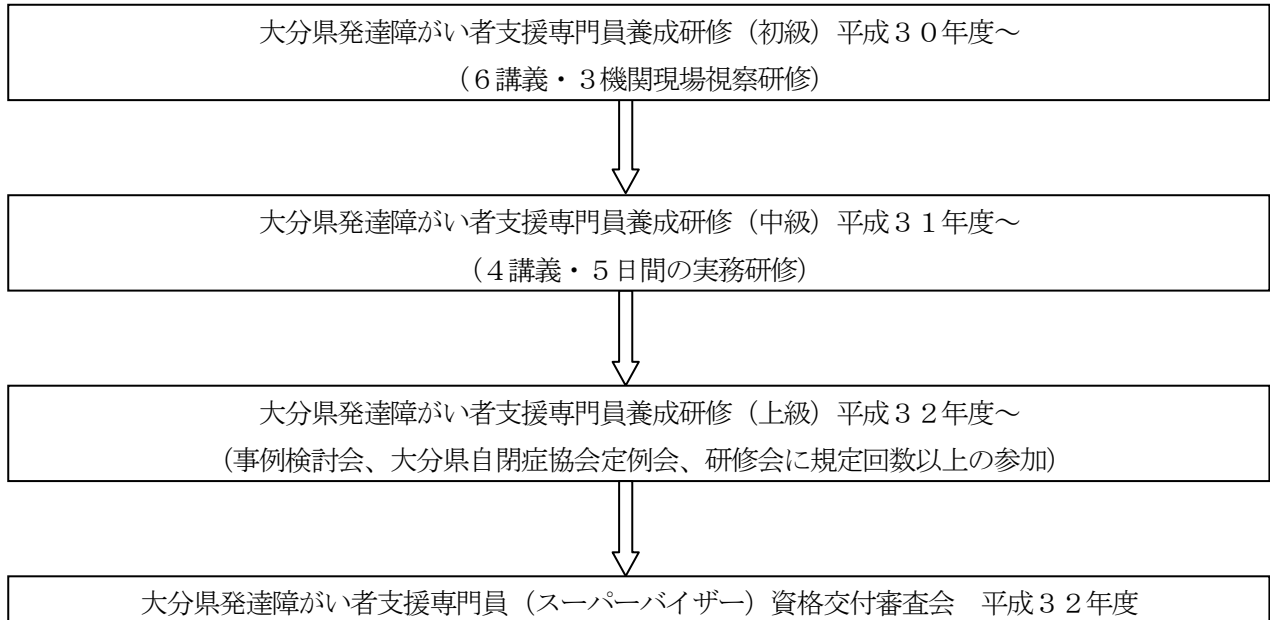 大分県発達障がい者支援専門員養成研修（初級）平成３０年度～
（６講義・３機関現場視察研修）
大分県発達障がい者支援専門員養成研修（中級）平成３１年度～
（４講義・５日間の実務研修）
大分県発達障がい者支援専門員養成研修（上級）平成３２年度～
（事例検討会、大分県自閉症協会定例会、研修会に規定回数以上の参加）
大分県発達障がい者支援専門員（スーパーバイザー）資格交付審査会　平成３２年度